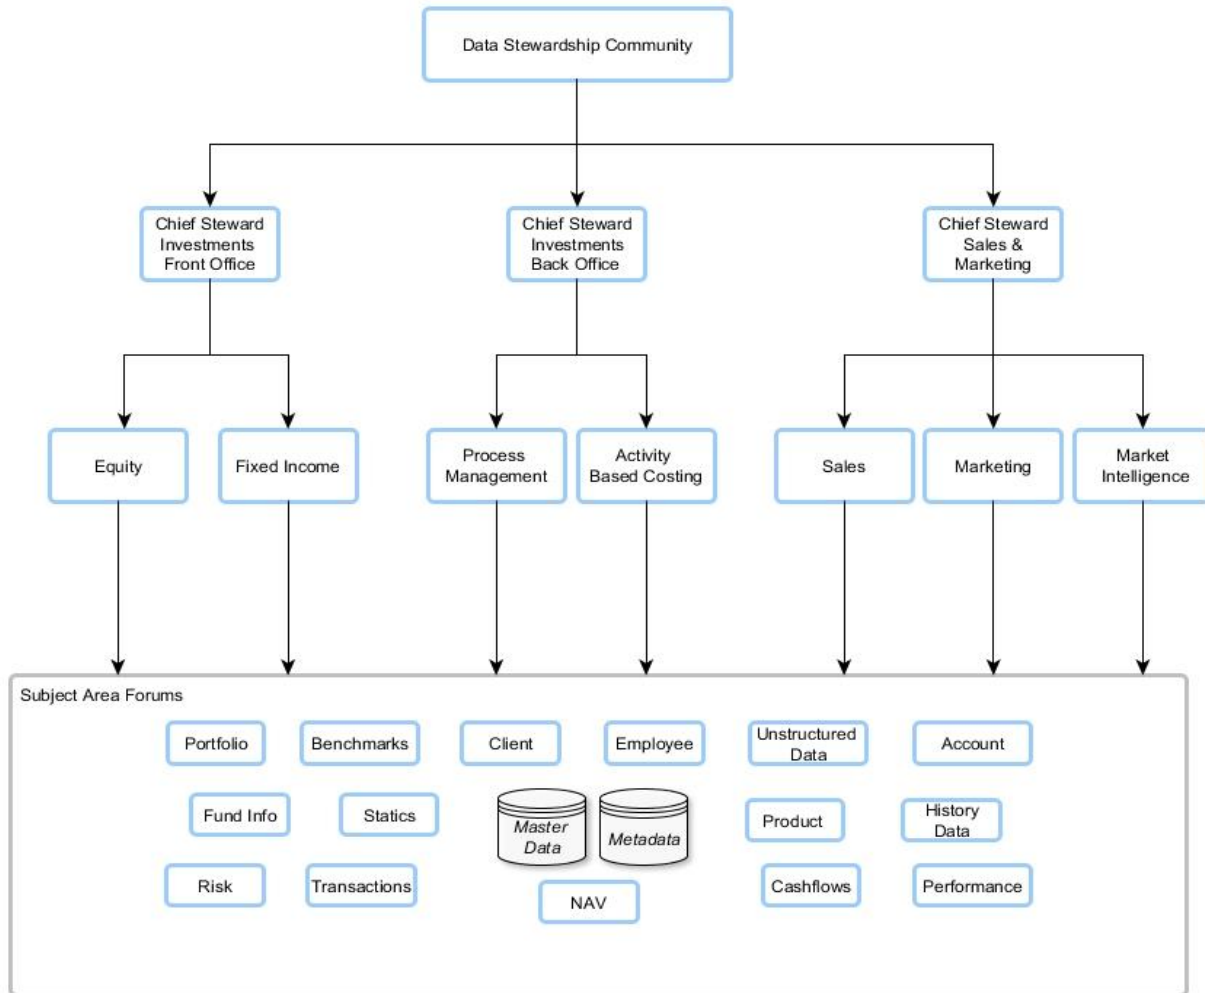 Data Stewardship Community
Chief Steward
Investments
Front Office
Chief Steward
Investments
Back Office
Chief Steward
Sales &
Marketing
Equity
Fixed Income
Process
Management
Activity
Based Costing
Sales
Marketing
Market
Intelligence
Subject Area Forums
Portfolio
Benchmarks
Client
Employee
Unstructured
Data
Account
Fund Info
Statics
Master
Data
Metadata
Product
History
Data
Risk
Transactions
NAV
Cashflows
Performance